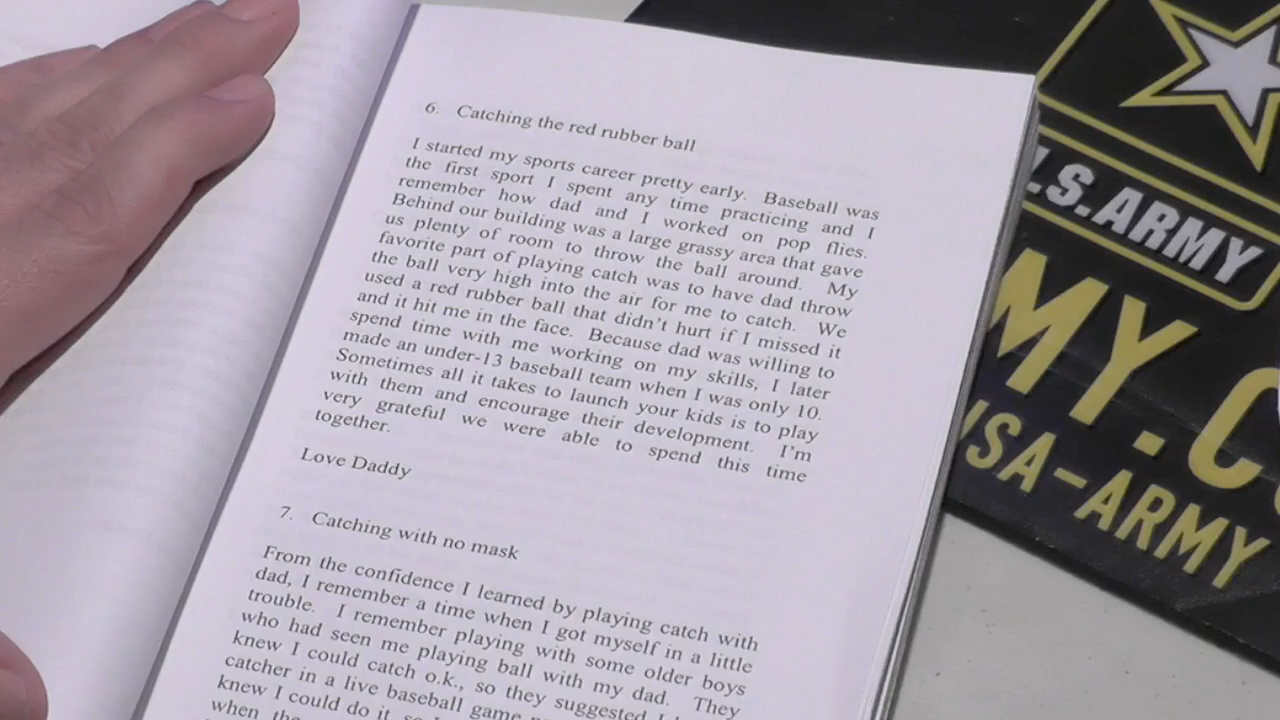 6. Catching the red rubber ball
I started my sports career pretty early. Baseball was
the first sport I spent any time practicing and I
remember how dad and I worked on pop flies.
Behind our building was a large grassy area that gave
us plenty of room to throw the ball around. My
favorite part of playing catch was to have dad throw
the ball very high into the air for me to catch. We
used a red rubber ball that didn't hurt if I missed it
and it hit me in the face. Because dad was willing to
spend time with me working on my skills, I later
made an under-13 baseball team when I was only 10.
Sometimes all it takes to launch your kids is to play
with them and encourage their development. I'm
very grateful we were able to spend this time
together.
Love Daddy
7. Catching with no mask
From the confidence I learned by playing catch with
dad, I remember a time when I got myself in a little
trouble. I remember playing with some older boys
who had seen me playing ball with my dad. They
knew I could catch o.k., so they suggested I
catcher in a live baseball game
knew I could do it, so I
when the
U.S.ARMY
MY.C
USA-ARMY